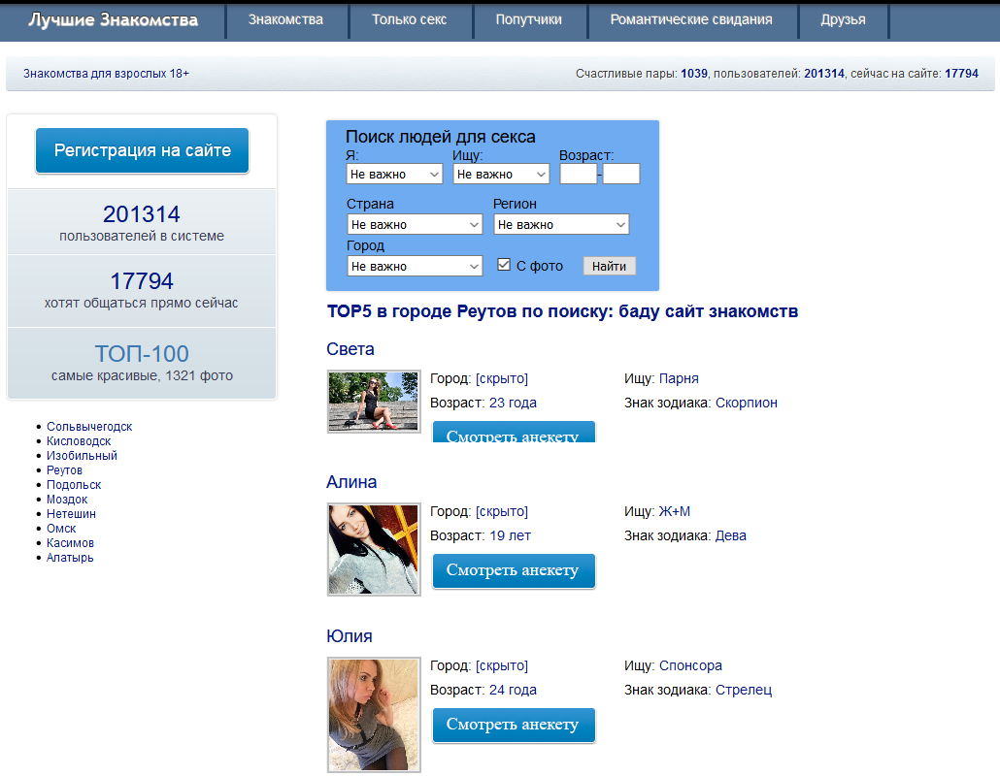 Лучшие Знакомства Знакомства Только секс Попутчики Романтические свидания Друзья
Знакомства для взрослых 18+ Счастливые пары: 1039, пользователей: 201314, сейчас на сайте: 17794
Регистрация на сайте
201314
пользователей в системе
17794
хотят общаться прямо сейчас
ТОП-100
самые красивые, 1321 фото
Сольвычегодск
Кисловодск
Изобильный
Реутов
Подольск
Моздок
Нетешин
Омск
Касимов
Алатырь
Поиск людей для секса
Я: Ищу: Возраст:
Не важно Не важно -
Страна Регион
Не важно Не важно
Город
Не важно С фото Найти
TOP5 в городе Реутов по поиску: баду сайт знакомств
Света
Город: [скрыто] Ищу: Парня
Возраст: 23 года Знак зодиака: Скорпион
Смотреть анкету
Алина
Город: [скрыто] Ищу: Ж+М
Возраст: 19 лет Знак зодиака: Дева
Смотреть анекету
Юлия
Город: [скрыто] Ищу: Спонсора
Возраст: 24 года Знак зодиака: Стрелец
Смотреть анекету